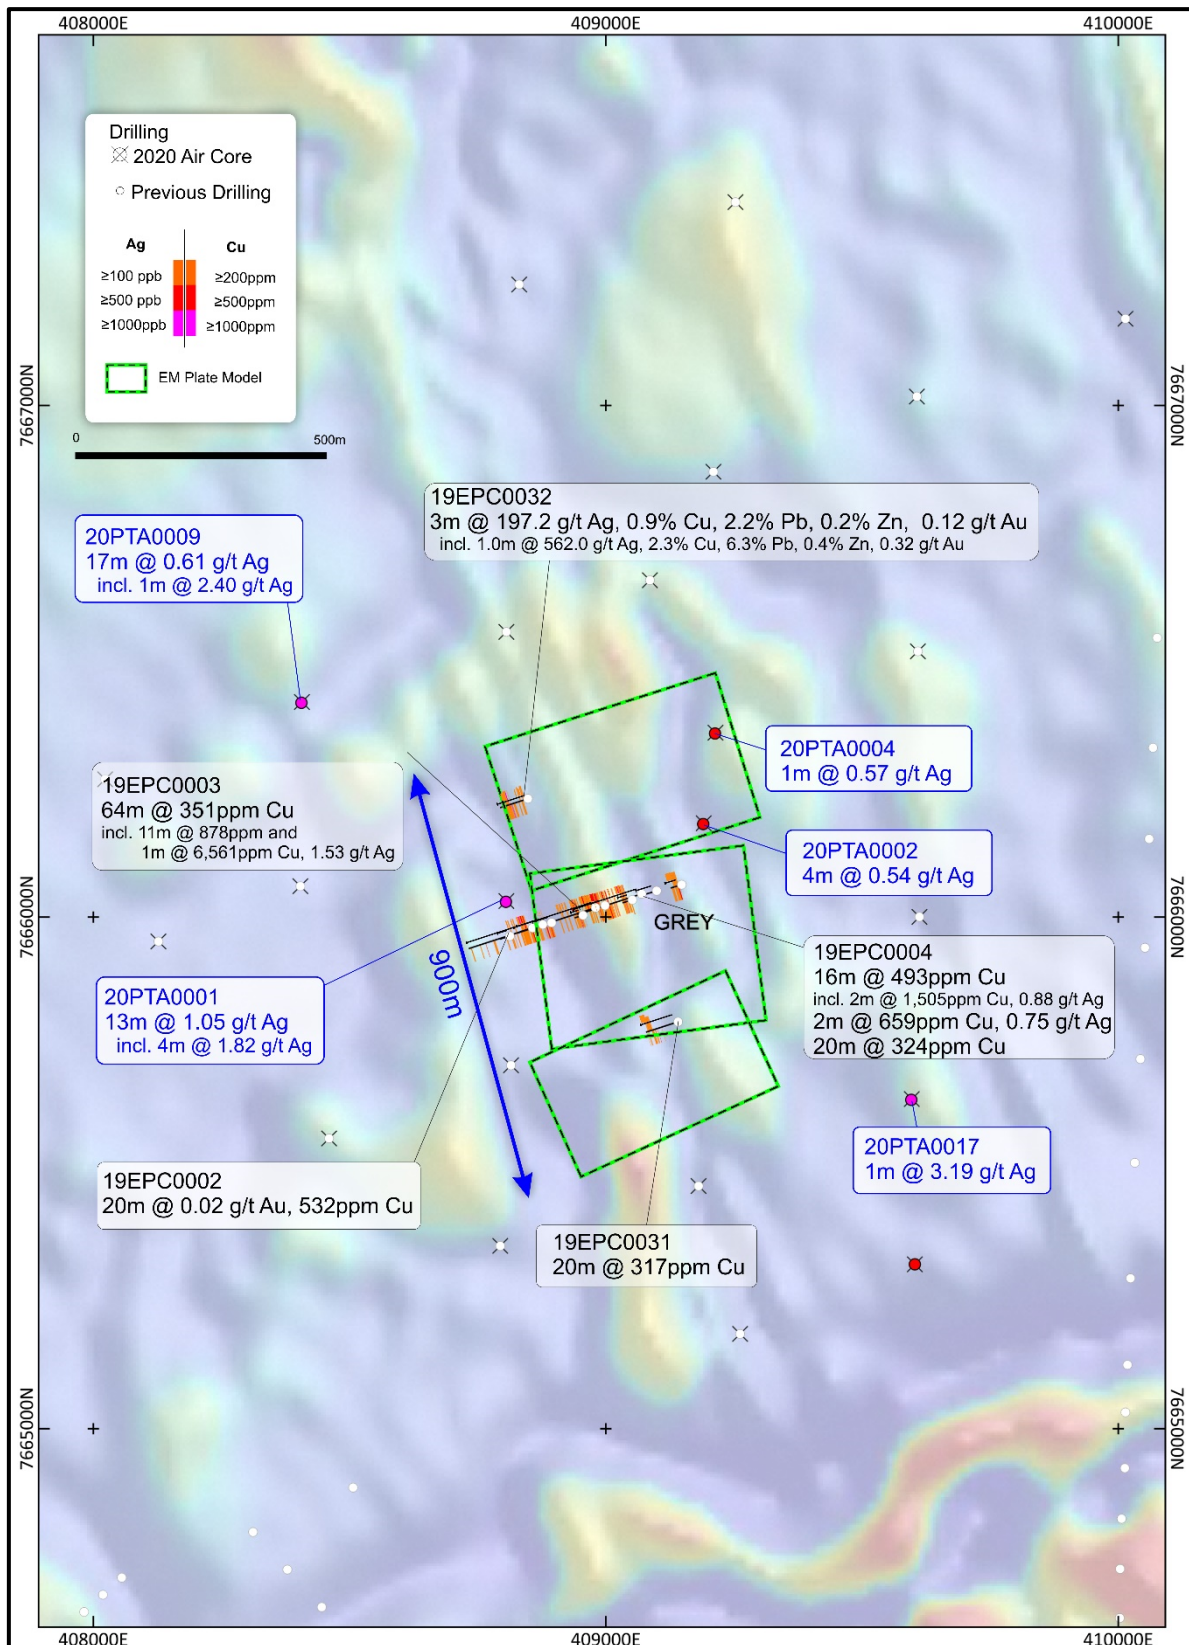 408000E
409000E
410000E
Drilling
2020 Air Core
Previous Drilling
Ag
Cu
≥100 ppb
≥200ppm
≥500 ppb
≥500ppm
≥1000ppb
≥1000ppm
EM Plate Model
0
500m
7667000N
7667000N
19EPC0032
3m @ 197.2 g/t Ag, 0.9% Cu, 2.2% Pb, 0.2% Zn, 0.12 g/t Au
incl. 1.0m @ 562.0 g/t Ag, 2.3% Cu, 6.3% Pb, 0.4% Zn, 0.32 g/t Au
20PTA0009
17m @ 0.61 g/t Ag
incl. 1m @ 2.40 g/t Ag
20PTA0004
1m @ 0.57 g/t Ag
19EPC0003
64m @ 351ppm Cu
incl. 11m @ 878ppm and
1m @ 6,561ppm Cu, 1.53 g/t Ag
20PTA0002
4m @ 0.54 g/t Ag
7666000N
7666000N
GREY
900m
19EPC0004
16m @ 493ppm Cu
incl. 2m @ 1,505ppm Cu, 0.88 g/t Ag
2m @ 659ppm Cu, 0.75 g/t Ag
20m @ 324ppm Cu
20PTA0001
13m @ 1.05 g/t Ag
incl. 4m @ 1.82 g/t Ag
20PTA0017
1m @ 3.19 g/t Ag
19EPC0002
20m @ 0.02 g/t Au, 532ppm Cu
19EPC0031
20m @ 317ppm Cu
7665000N
7665000N
408000E
409000E
410000E